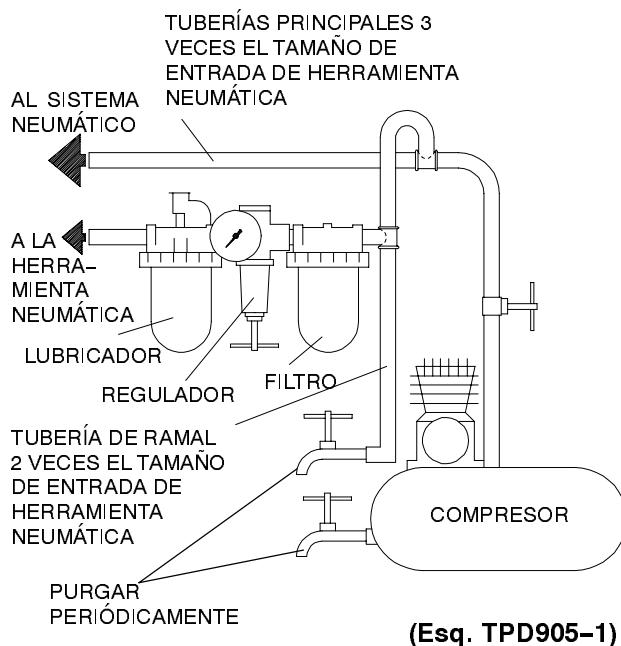 TUBERÍAS PRINCIPALES 3
VECES EL TAMAÑO DE
ENTRADA DE HERRAMIENTA
NEUMÁTICA
AL SISTEMA
NEUMÁTICO
A LA
HERRA–
MIENTA
NEUMÁTICA
LUBRICADOR
REGULADOR
FILTRO
TUBERÍA DE RAMAL
2 VECES EL TAMAÑO
DE ENTRADA DE
HERRAMIENTA
NEUMÁTICA
COMPRESOR
PURGAR
PERIÓDICAMENTE
(Esq. TPD905–1)